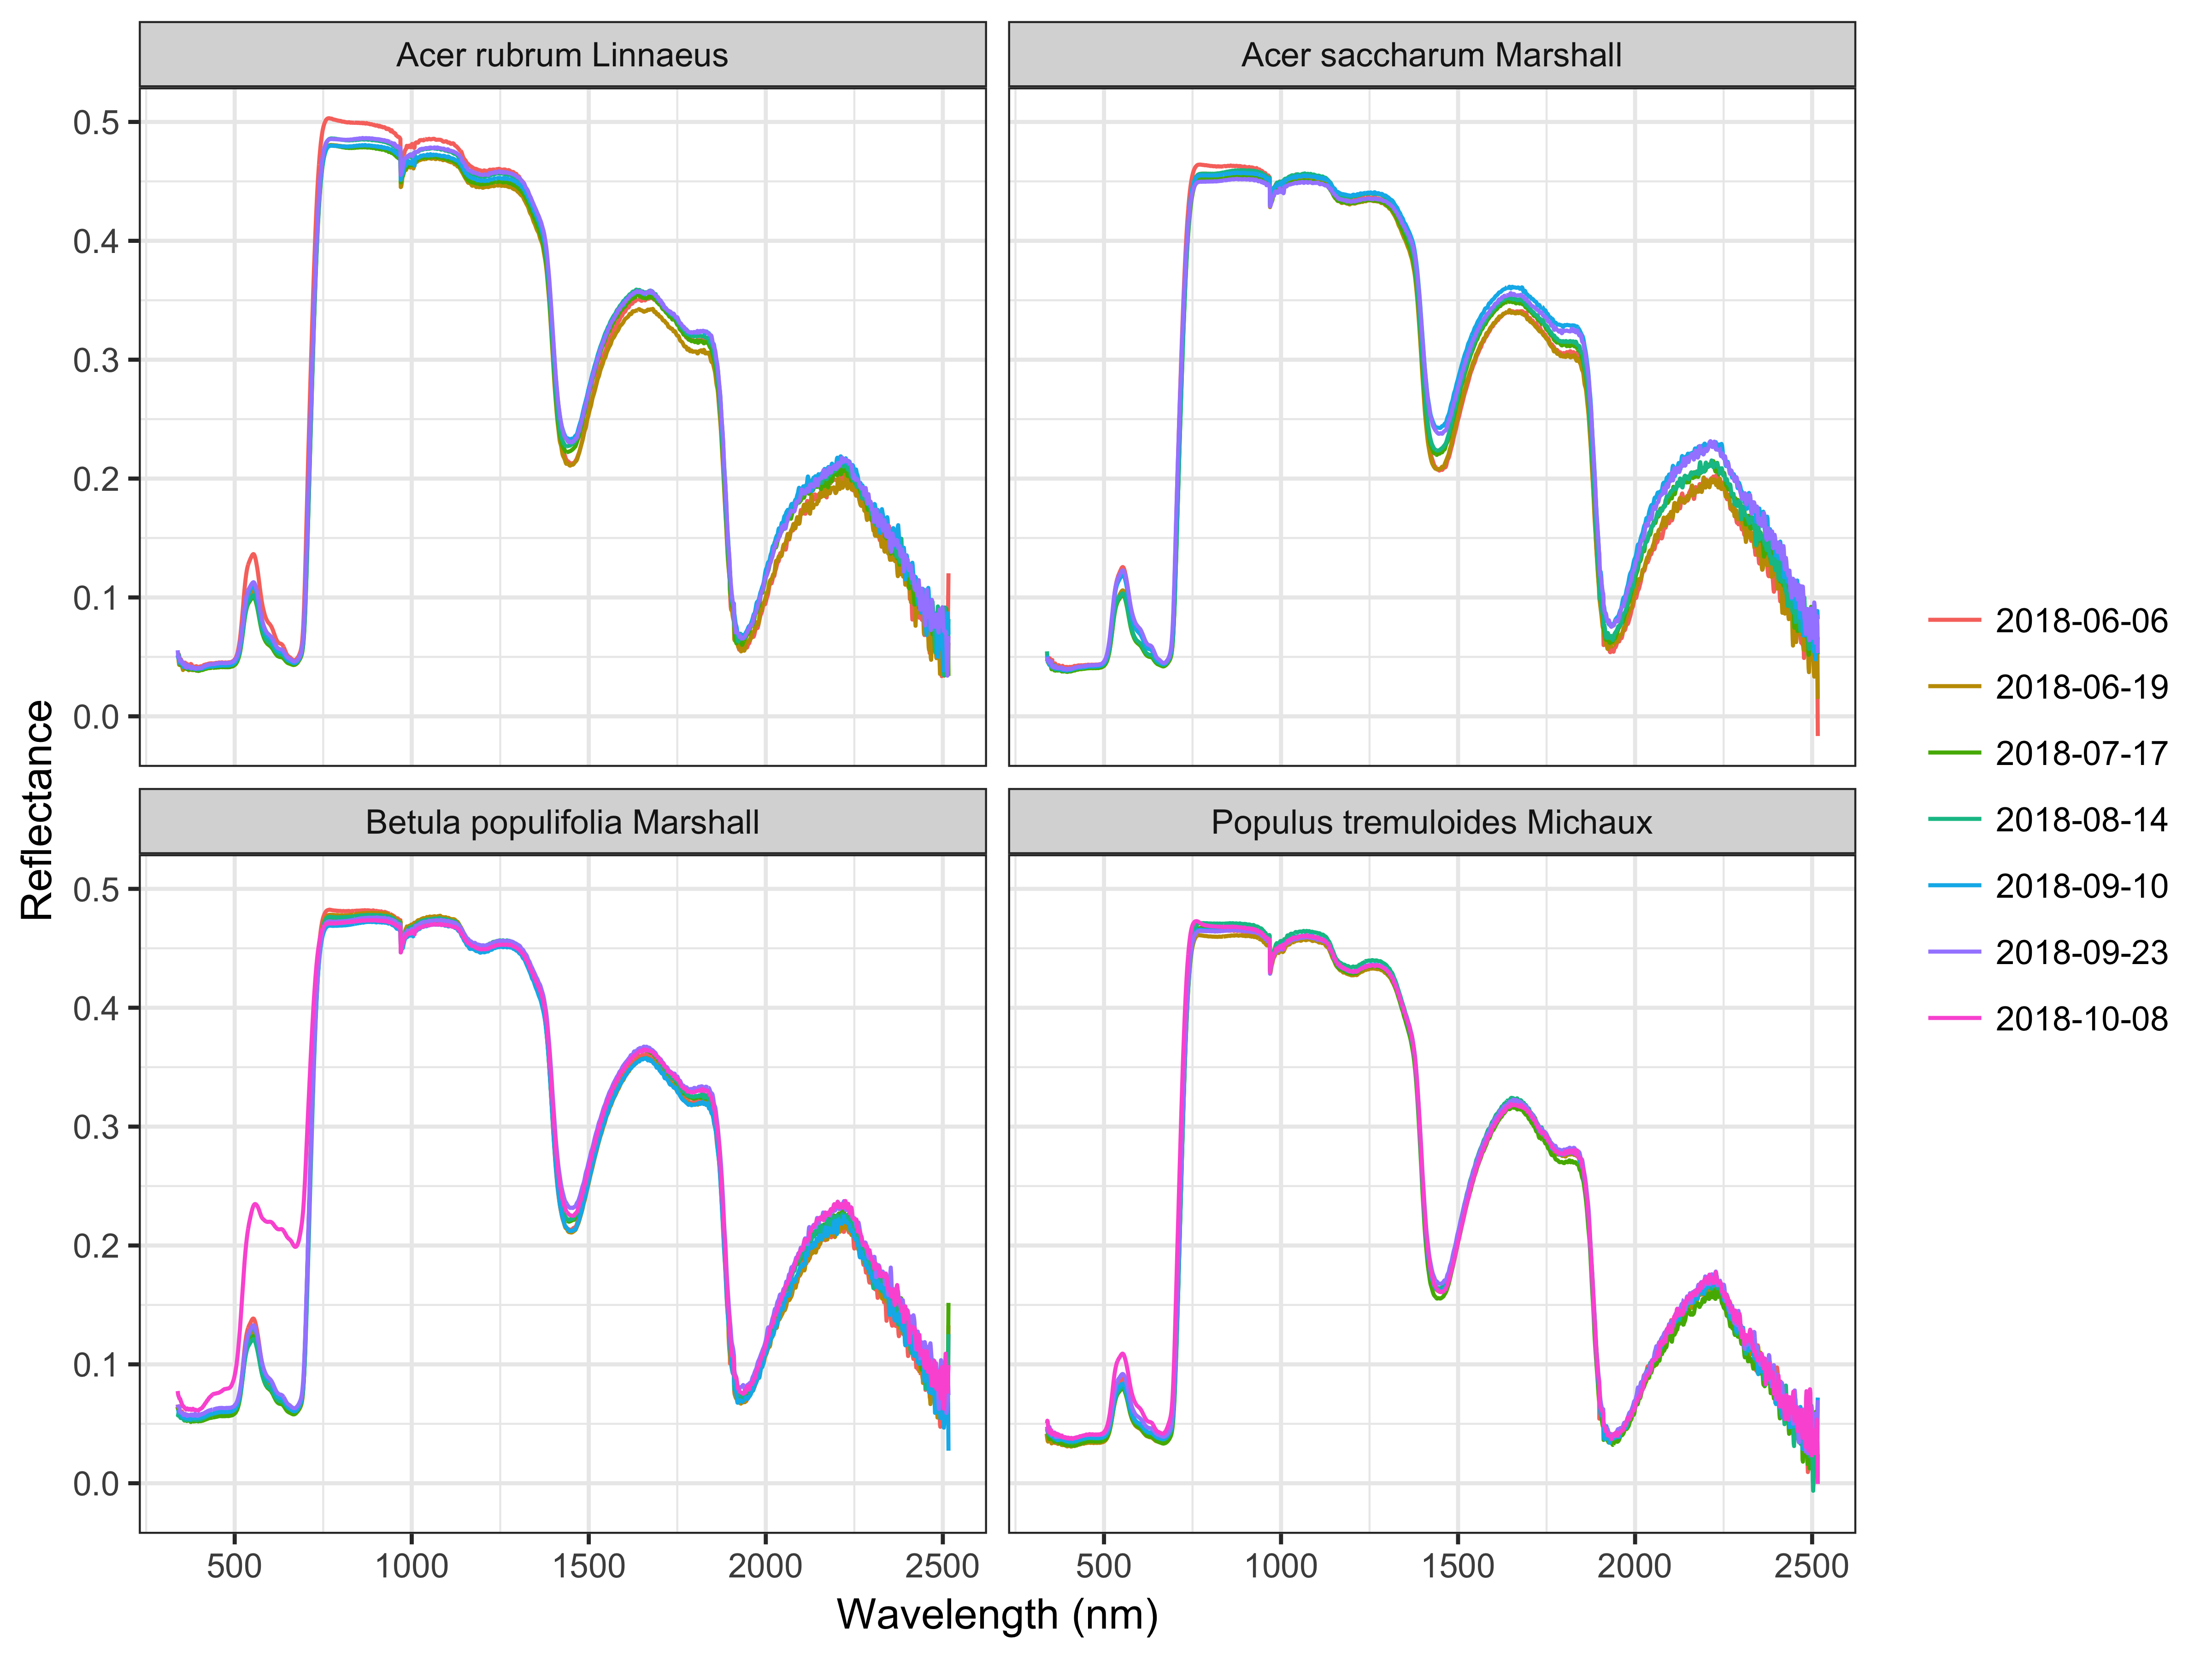 Acer rubrum Linnaeus
Acer saccharum Marshall
0.5
0.4
0.3
0.2
0.1
0.0
Betula populifolia Marshall
Populus tremuloides Michaux
0.5
0.4
0.3
0.2
0.1
0.0
500 1000 1500 2000 2500
500 1000 1500 2000 2500
Wavelength (nm)
Reflectance
2018-06-06
2018-06-19
2018-07-17
2018-08-14
2018-09-10
2018-09-23
2018-10-08